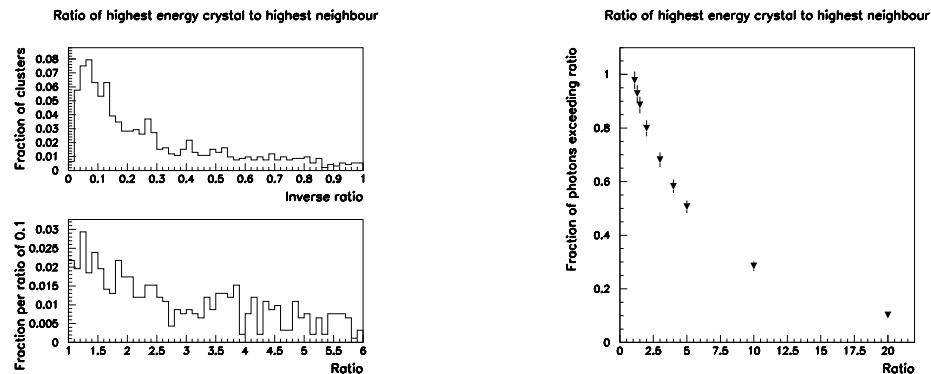 Ratio of highest energy crystal to highest neighbour
Fraction of clusters
0.08
0.07
0.06
0.05
0.04
0.03
0.02
0.01
0
0 0.1 0.2 0.3 0.4 0.5 0.6 0.7 0.8 0.9 1
Inverse ratio
Fraction per ratio of 0.1
0.03
0.025
0.02
0.015
0.01
0.005
0
1 1.5 2 2.5 3 3.5 4 4.5 5 5.5 6
Ratio
Ratio of highest energy crystal to highest neighbour
Fraction of photons exceeding ratio
1
0.8
0.6
0.4
0.2
0
0 2.5 5 7.5 10 12.5 15 17.5 20
Ratio